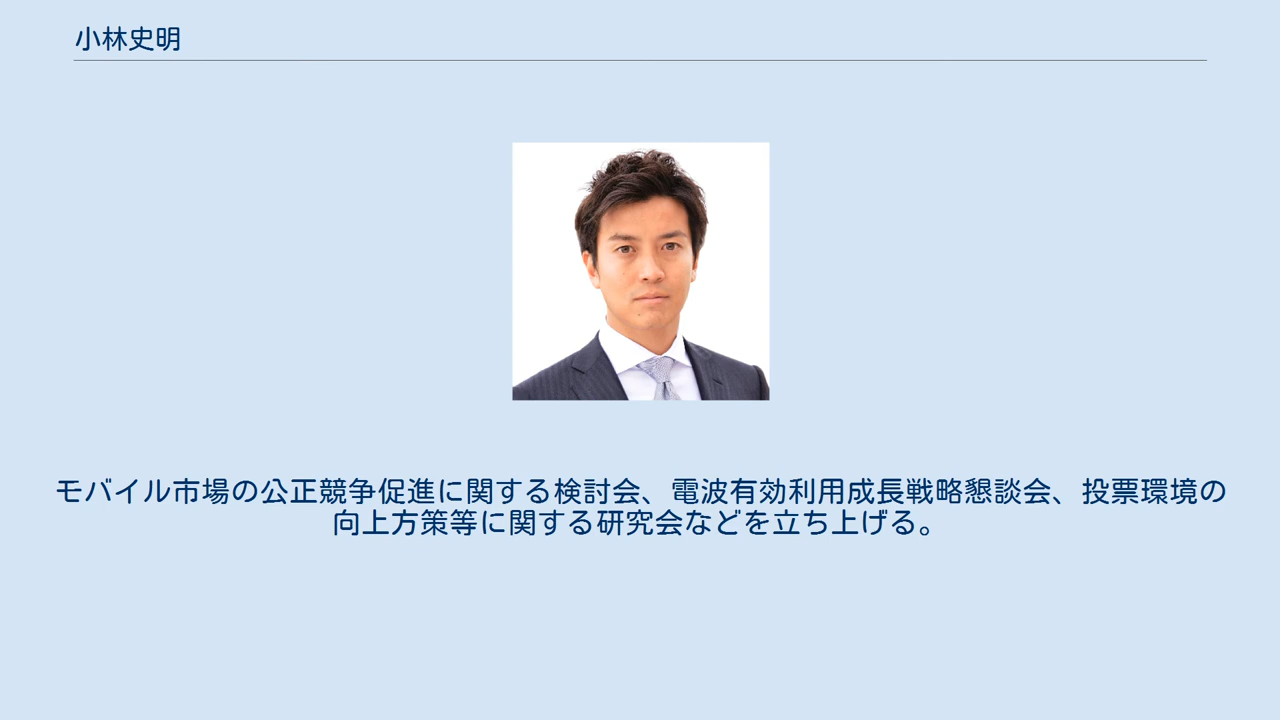 小林史明
モバイル市場の公正競争促進に関する検討会、電波有効利用成長戦略懇談会、投票環境の
向上方策等に関する研究会などを立ち上げる。